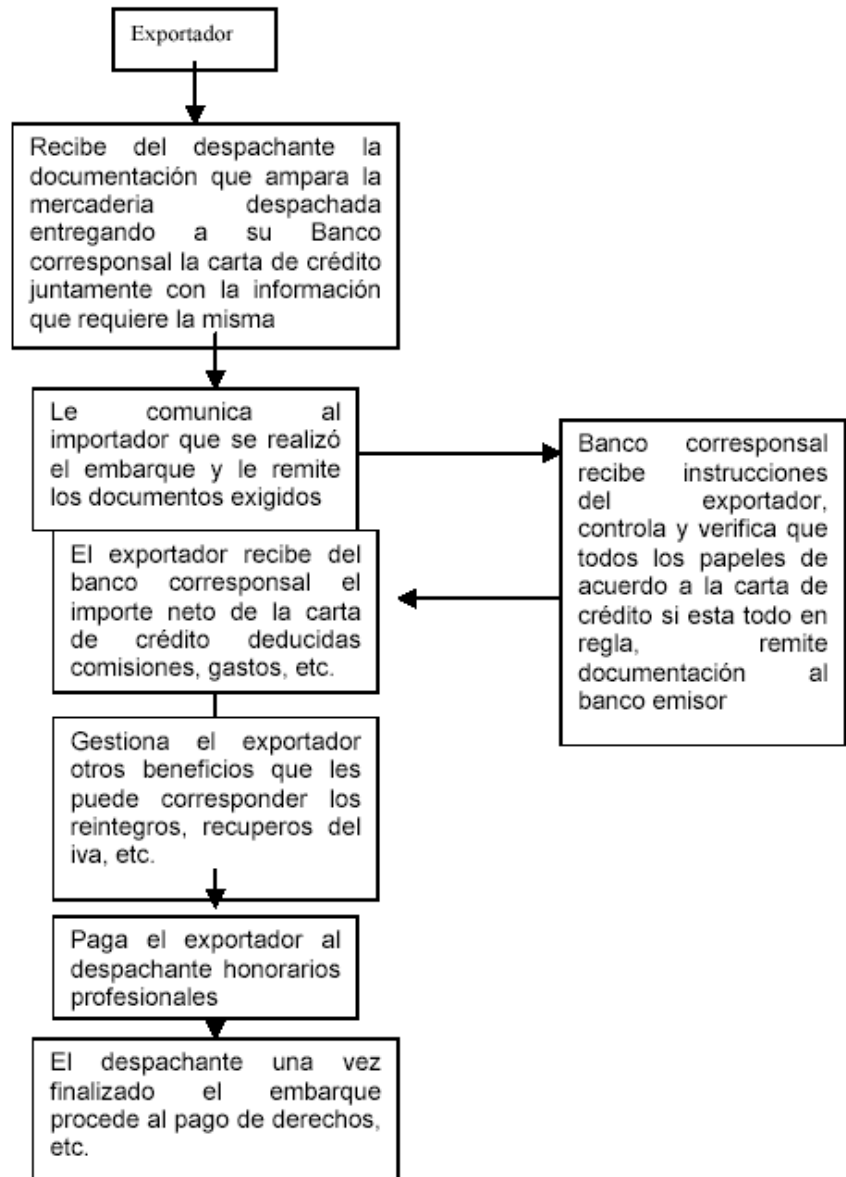 Exportador
Recibe del despachante la
documentación que ampara la
mercaderia despachada
entregando a su Banco
corresponsal la carta de crédito
juntamente con la información
que requiere la misma
Le comunica al
importador que se realizó
el embarque y le remite
los documentos exigidos
Banco corresponsal
recibe instrucciones
del exportador,
controla y verifica que
todos los papeles de
acuerdo a la carta de
crédito si esta todo en
regla, remite
documentación al
banco emisor
El exportador recibe del
banco corresponsal el
importe neto de la carta
de crédito deducidas
comisiones, gastos, etc.
Gestiona el exportador
otros beneficios que les
puede corresponder los
reintegros, recuperos del
iva, etc.
Paga el exportador al
despachante honorarios
profesionales
El despachante una vez
finalizado el embarque
procede al pago de derechos,
etc.